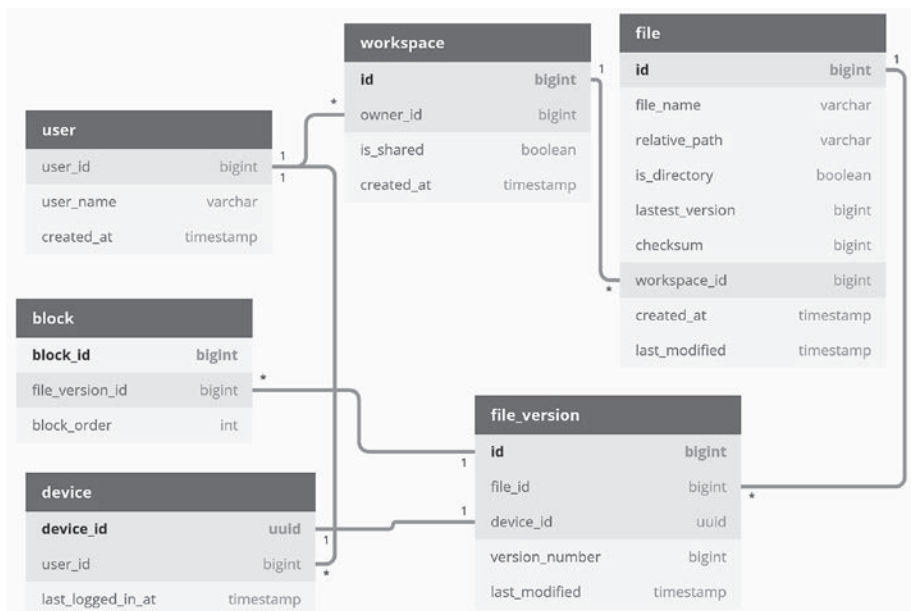 workspace
id bigint
owner_id bigint
is_shared boolean
created_at timestamp
file
id bigint
file_name varchar
relative_path varchar
is_directory boolean
lastest_version bigint
checksum bigint
workspace_id bigint
created_at timestamp
last_modified timestamp
user
user_id bigint
user_name varchar
created_at timestamp
block
block_id bigint
file_version_id bigint
block_order int
file_version
id bigint
file_id bigint
device_id uuid
version_number bigint
last_modified timestamp
device
device_id uuid
user_id bigint
last_logged_in_at timestamp
1
1
*
1
*
1
*
*
1
1
1
*